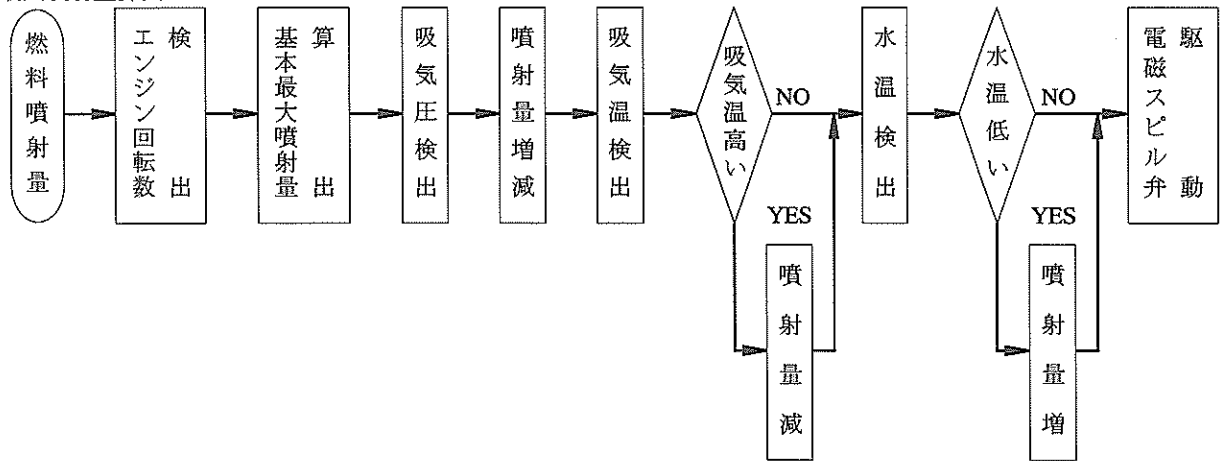 燃料噴射量
エンジン回転数
検出
基本最大噴射量
算出
吸気圧検出
噴射量増減
吸気温検出
吸気温高い
NO
YES
噴射量減
水温検出
水温低い
NO
YES
噴射量増
電磁スピル弁
駆動